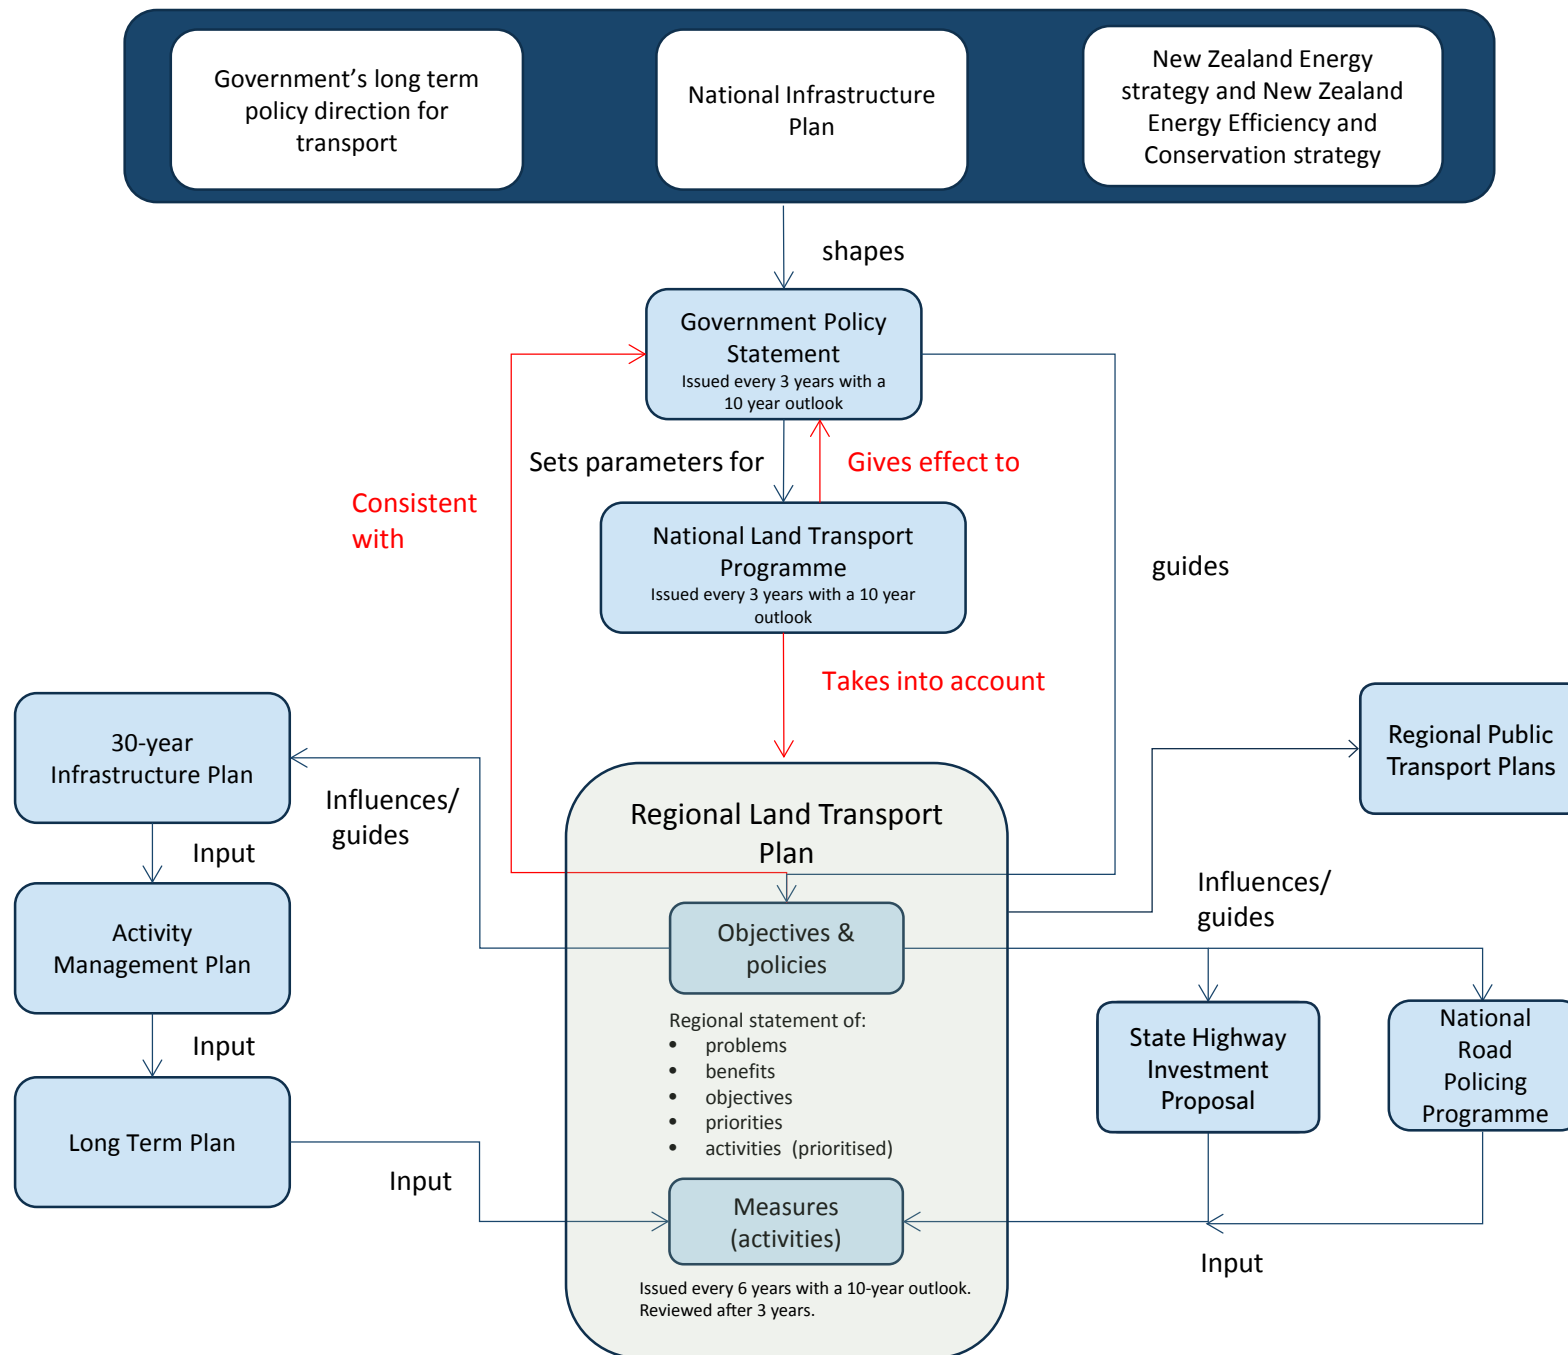 Government's long term
policy direction for
transport
National Infrastructure
Plan
New Zealand Energy
strategy and New Zealand
Energy Efficiency and
Conservation strategy
shapes
Government Policy
Statement
Issued every 3 years with a
10 year outlook
Sets parameters for
Gives effect to
Consistent
with
National Land Transport
Programme
Issued every 3 years with a 10 year
outlook
guides
Takes into account
30-year
Infrastructure Plan
Influences/
guides
Regional Public
Transport Plans
Regional Land Transport
Plan
Input
Activity
Management Plan
Influences/
guides
Objectives &
policies
Regional statement of:
• problems
• benefits
• objectives
• priorities
• activities (prioritised)
State Highway
Investment
Proposal
National
Road
Policing
Programme
Input
Long Term Plan
Input
Measures
(activities)
Input
Issued every 6 years with a 10-year outlook.
Reviewed after 3 years.